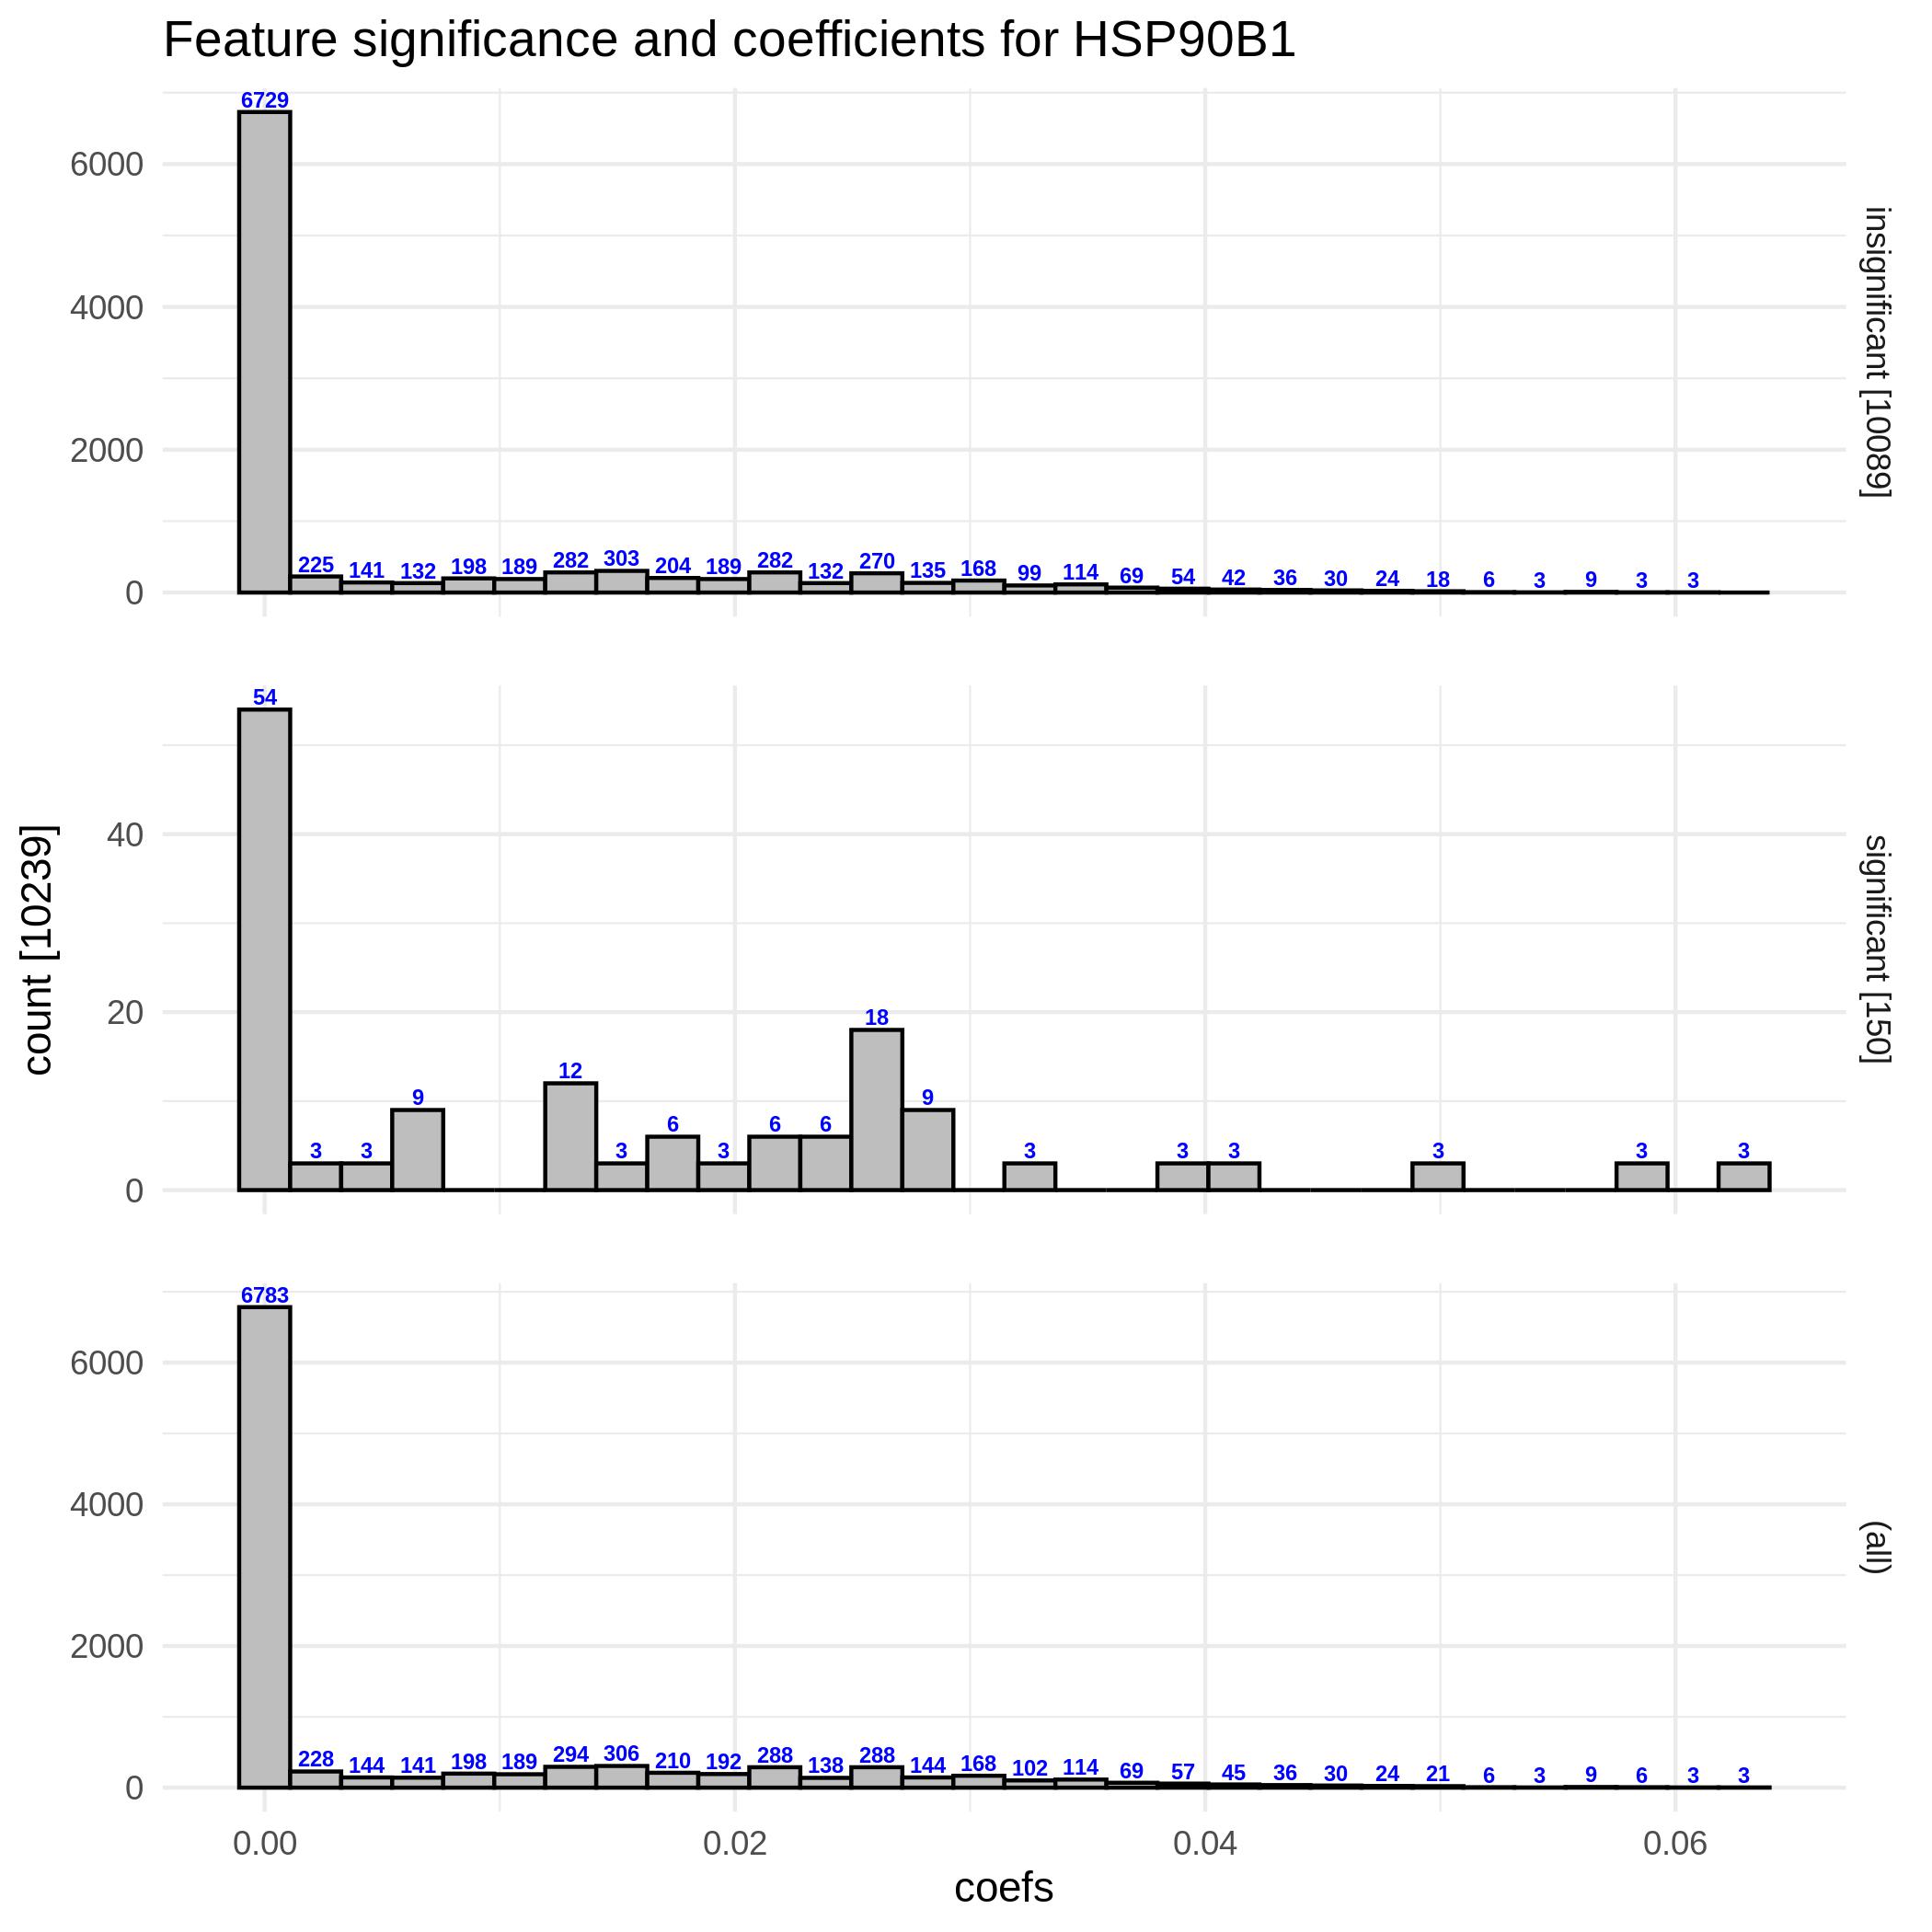 Feature significance and coefficients for HSP90B1
6729
6000
4000
2000
0
225 141 132 198 189 282 303 204 189 282 132 270 135 168 99 114 69 54 42 36 30 24 18 6 3 9 3 3
insignificant [10089]
count [10239]
54
40
20
0
3 3 9 12 3 6 3 6 6 18 9 3 3 3 3 3 3
significant [150]
6783
6000
4000
2000
0
228 144 141 198 189 294 306 210 192 288 138 288 144 168 102 114 69 57 45 36 30 24 21 6 3 9 6 3 3
(all)
0.00 0.02 0.04 0.06
coefs